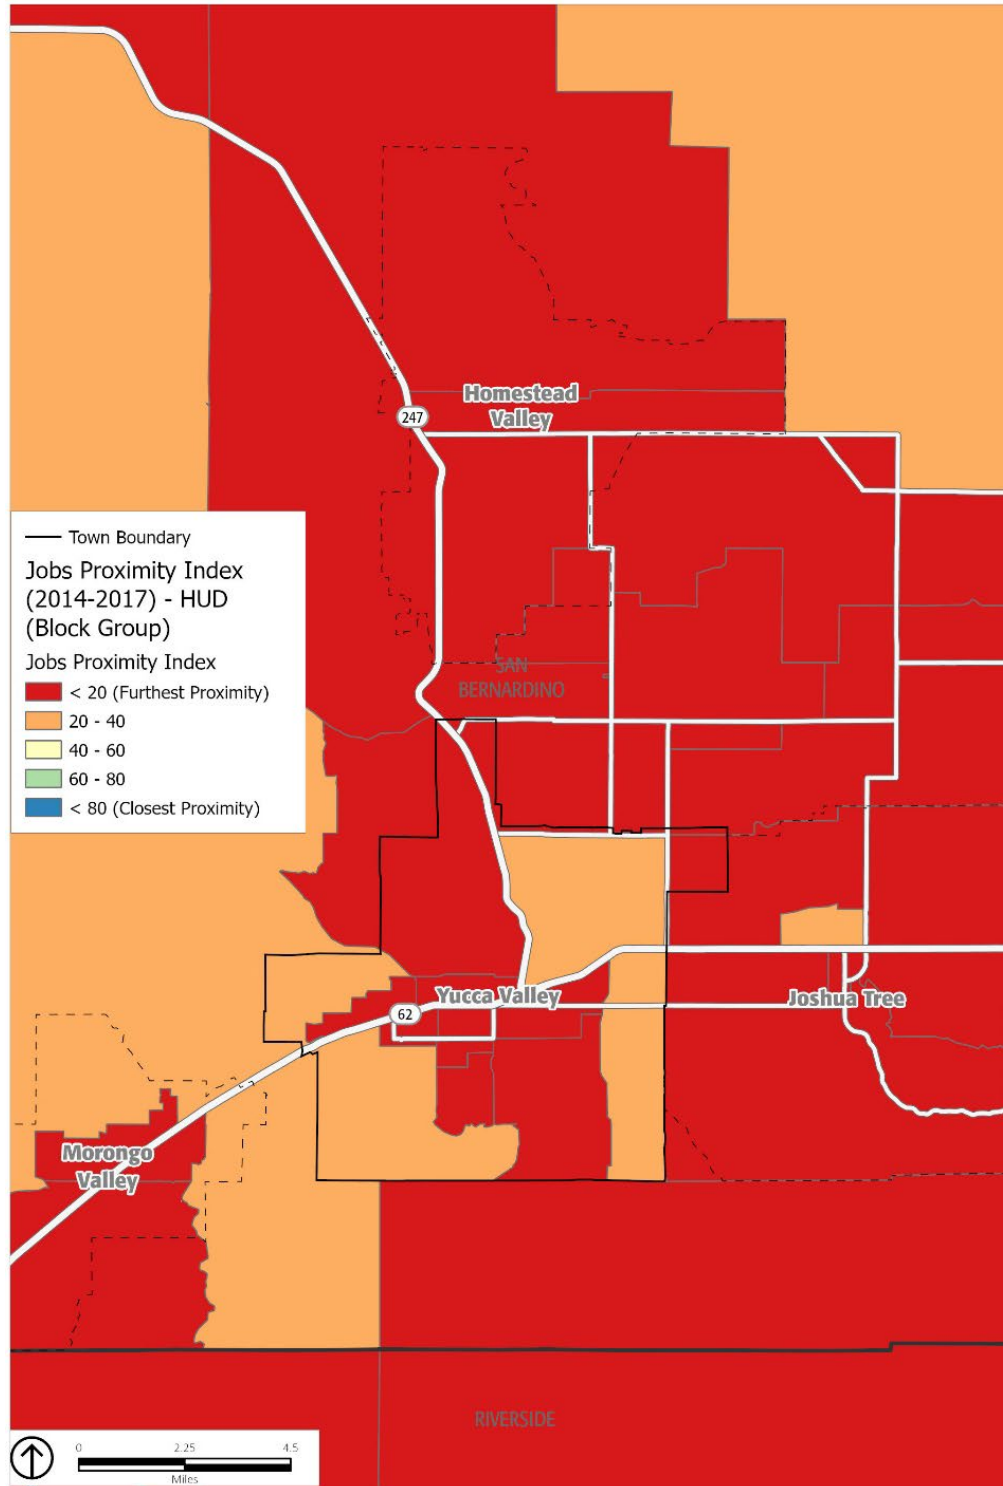 Homestead
Valley
247
Town Boundary
Jobs Proximity Index
(2014-2017) - HUD
(Block Group)
Jobs Proximity Index
< 20 (Furthest Proximity)
20 - 40
40 - 60
60 - 80
< 80 (Closest Proximity)
SAN
BERNARDINO
Yucca Valley
Joshua Tree
62
Morongo
Valley
RIVERSIDE
0 2.25 4.5
Miles